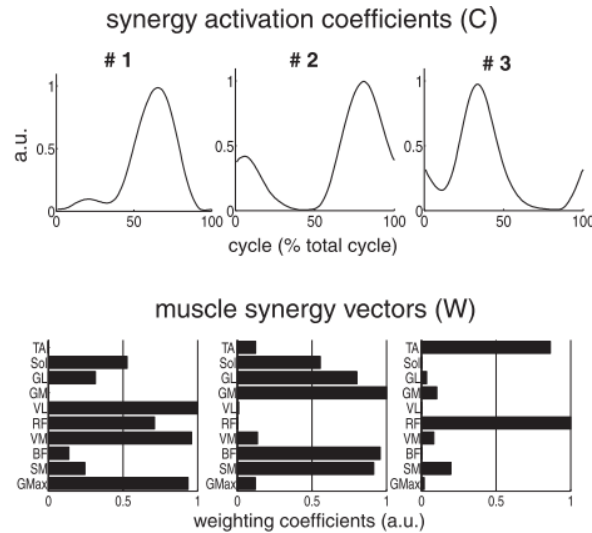 synergy activation coefficients (C)
# 1 # 2 # 3
1 1 1
a.u. 0.5 0.5 0.5
0 0 0
0 50 100 0 50 100 0 50 100
cycle (% total cycle)
muscle synergy vectors (W)
TA TA TA
Sol Sol Sol
GL GL GL
GM GM GM
VL VL VL
RF RF RF
VM VM VM
BF BF BF
SM SM SM
GMax GMax GMax
0 0.5 1 0 0.5 1 0 0.5 1
weighting coefficients (a.u.)